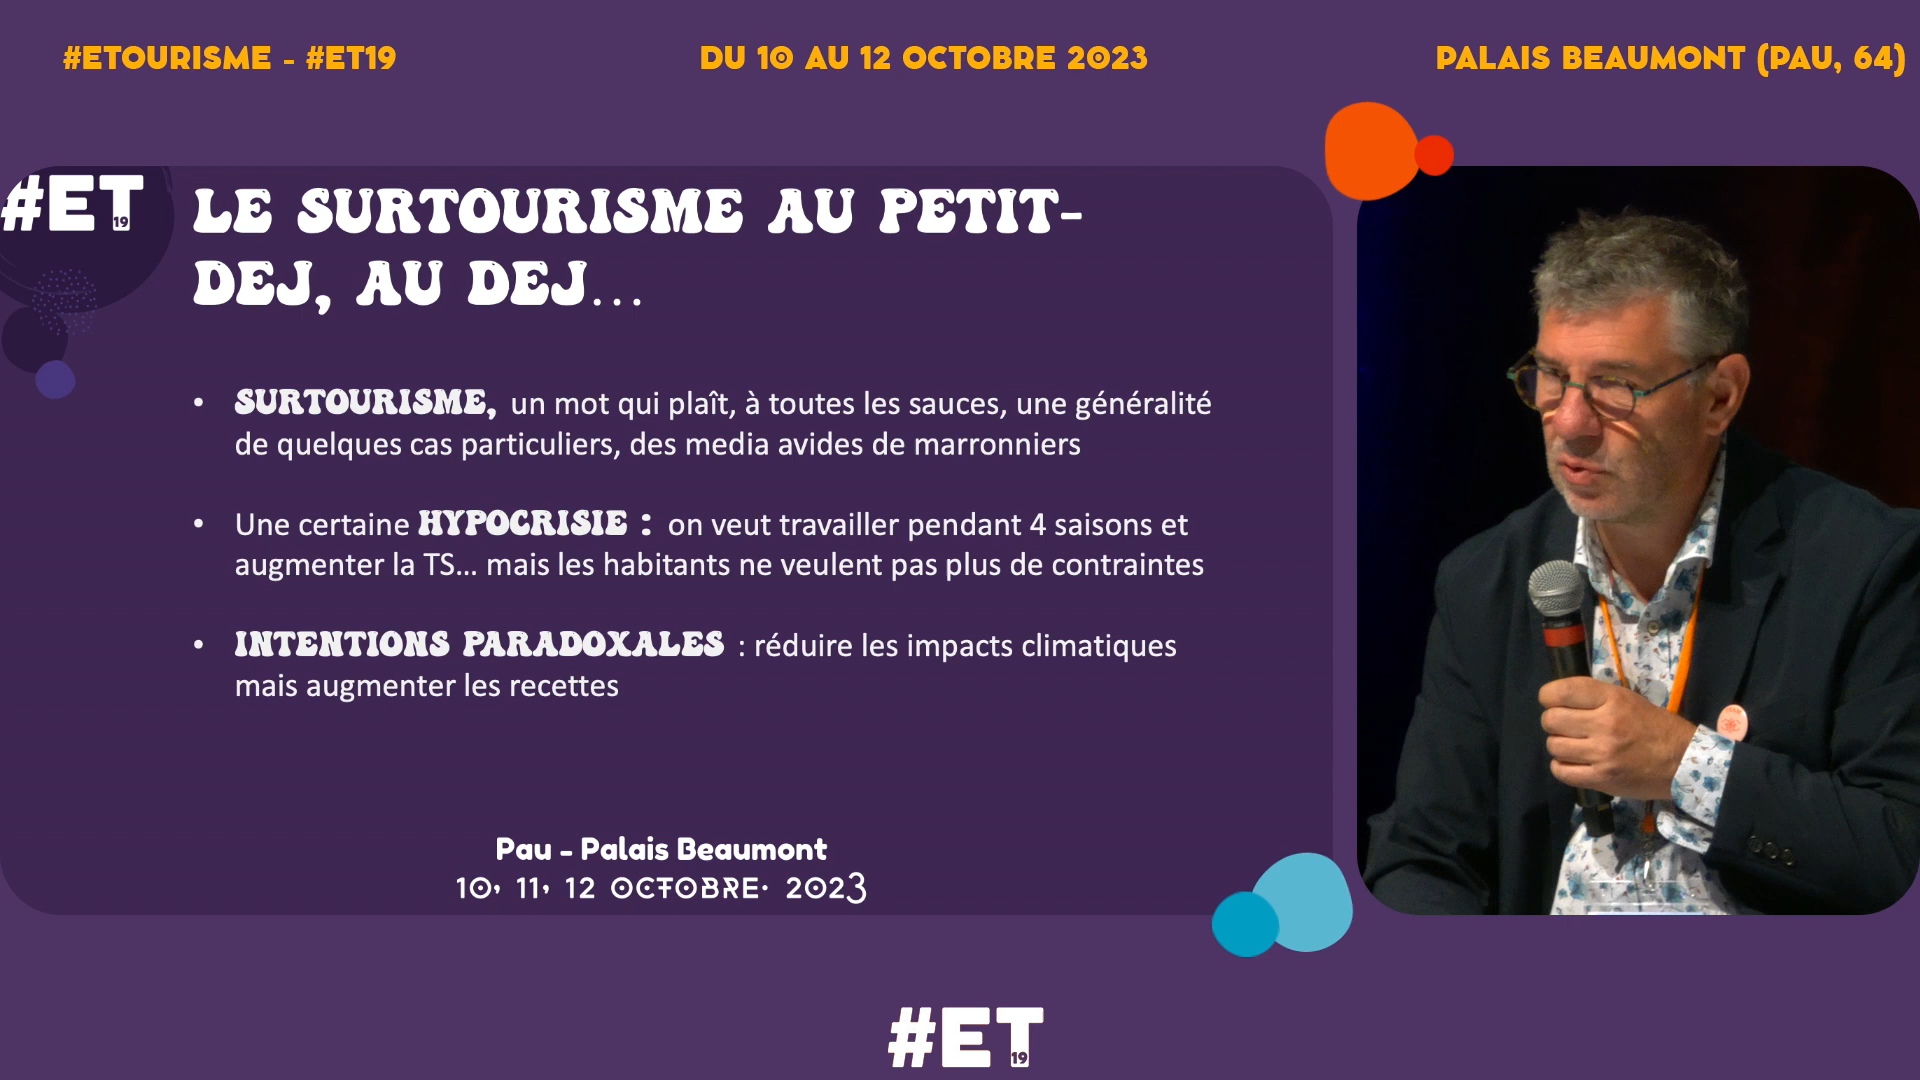 #ETOURISME - #ET19
DU 10 AU 12 OCTOBRE 2023
PALAIS BEAUMONT (PAU, 64)
#ET
19
LE SURTOURISME AU PETIT-
DEJ, AU DEJ...
• SURTOURISME, un mot qui plaît, à toutes les sauces, une généralité
de quelques cas particuliers, des media avides de marronniers
• Une certaine HYPOCRISIE : on veut travailler pendant 4 saisons et
augmenter la TS... mais les habitants ne veulent pas plus de contraintes
• INTENTIONS PARADOXALES : réduire les impacts climatiques
mais augmenter les recettes
Pau - Palais Beaumont
10, 11, 12 OCTOBRE. 2023
#ET
19